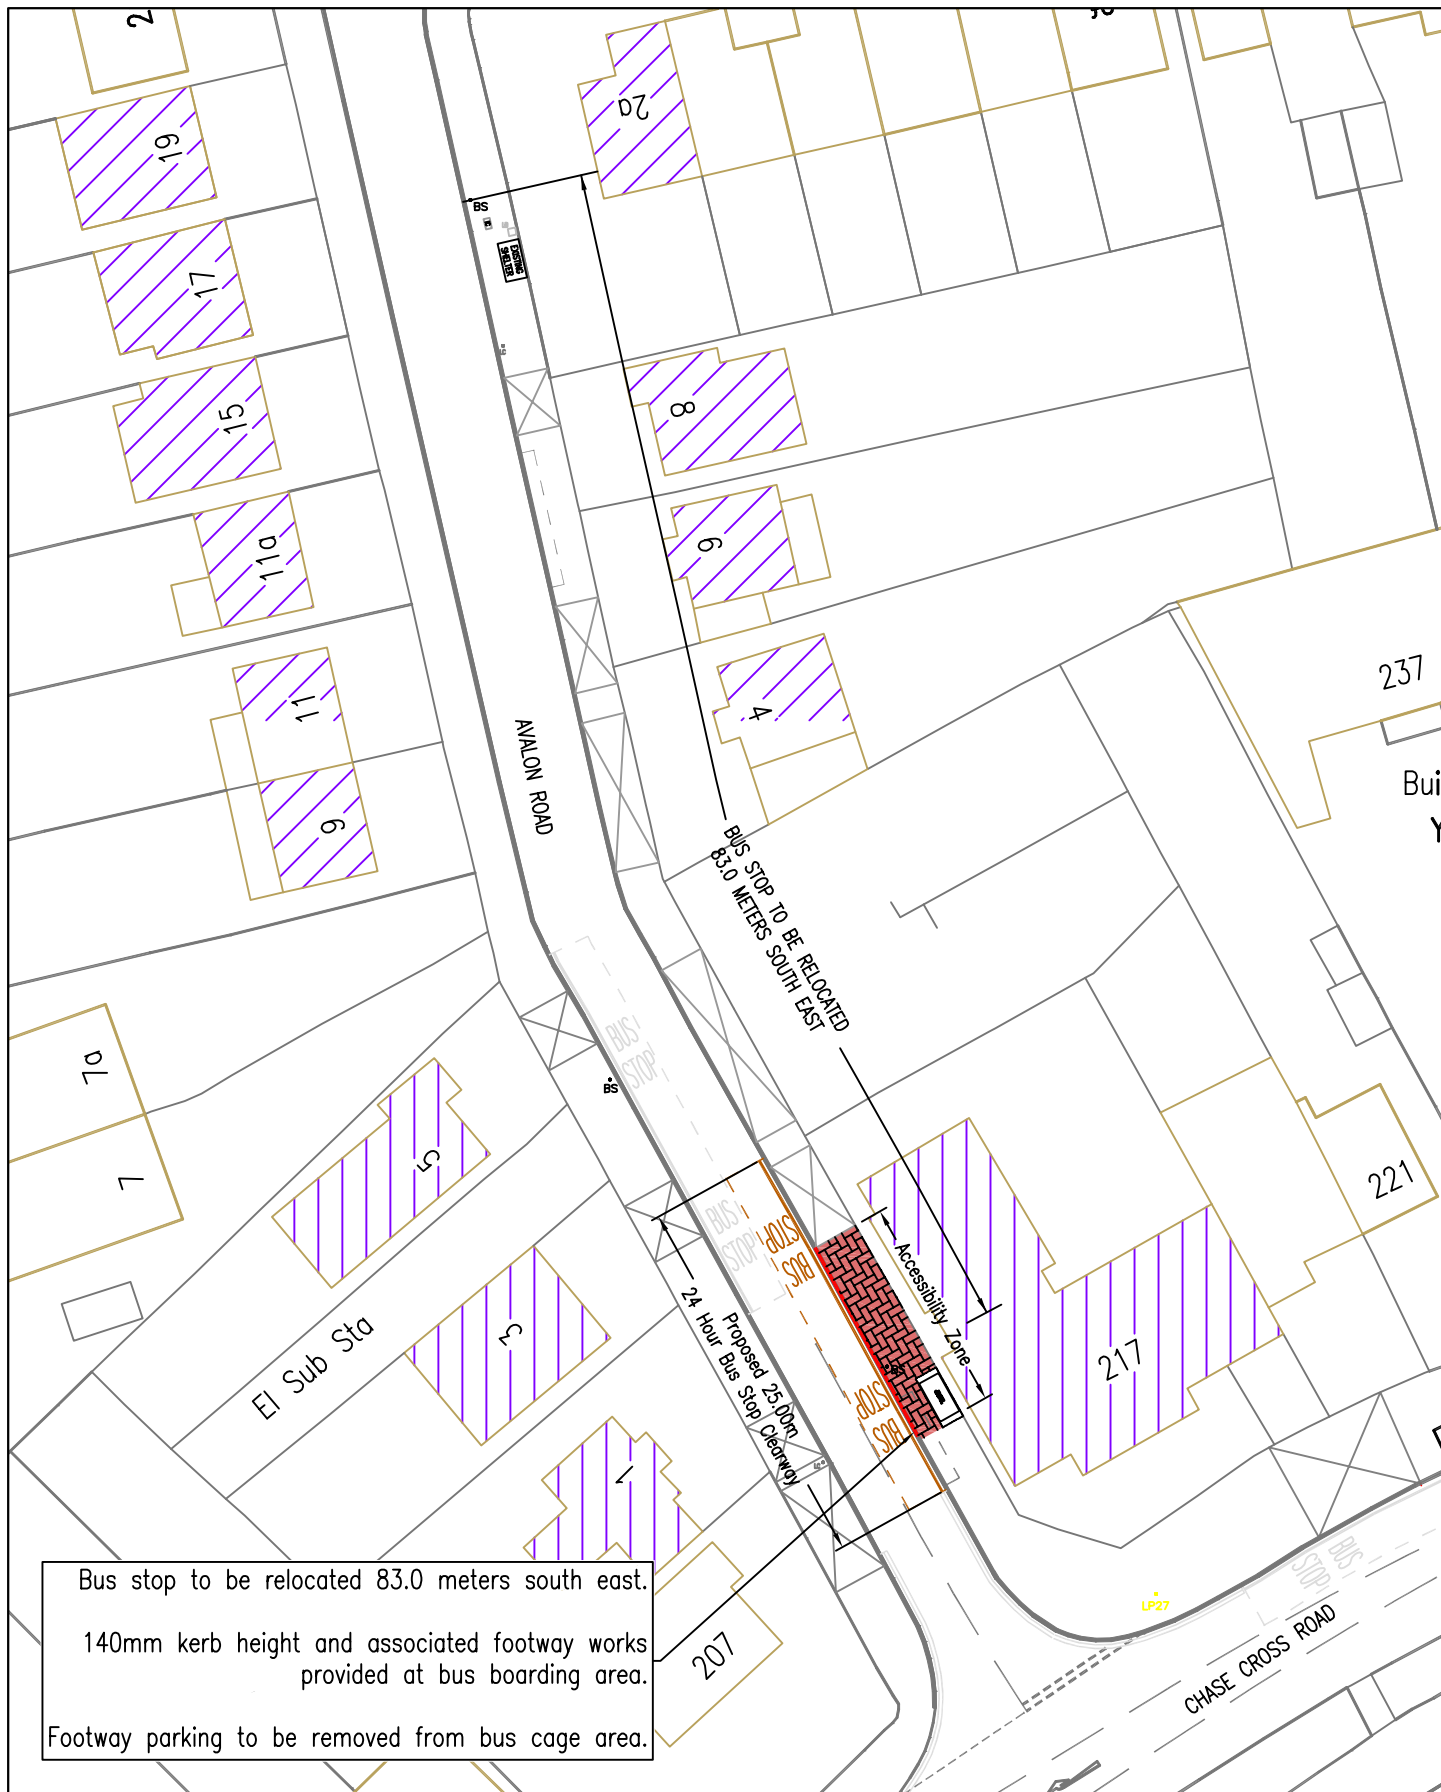 2a
19
BS
EXISTING
SHELTER
17
15
8
11a
6
4
11
9
AVALON ROAD
237
BUS STOP TO BE RELOCATED
83.0 METERS SOUTH EAST
BUS
STOP
BS
7a
7
5
221
BUS
STOP
BUS
STOP
Accessibility Zone
Proposed 25.00m
24 Hour Bus Stop Clearway
El Sub Sta
3
217
BS
BUS
STOP
1
Bus stop to be relocated 83.0 meters south east.
140mm kerb height and associated footway works
provided at bus boarding area.
Footway parking to be removed from bus cage area.
207
BUS
STOP
LP27
CHASE CROSS ROAD